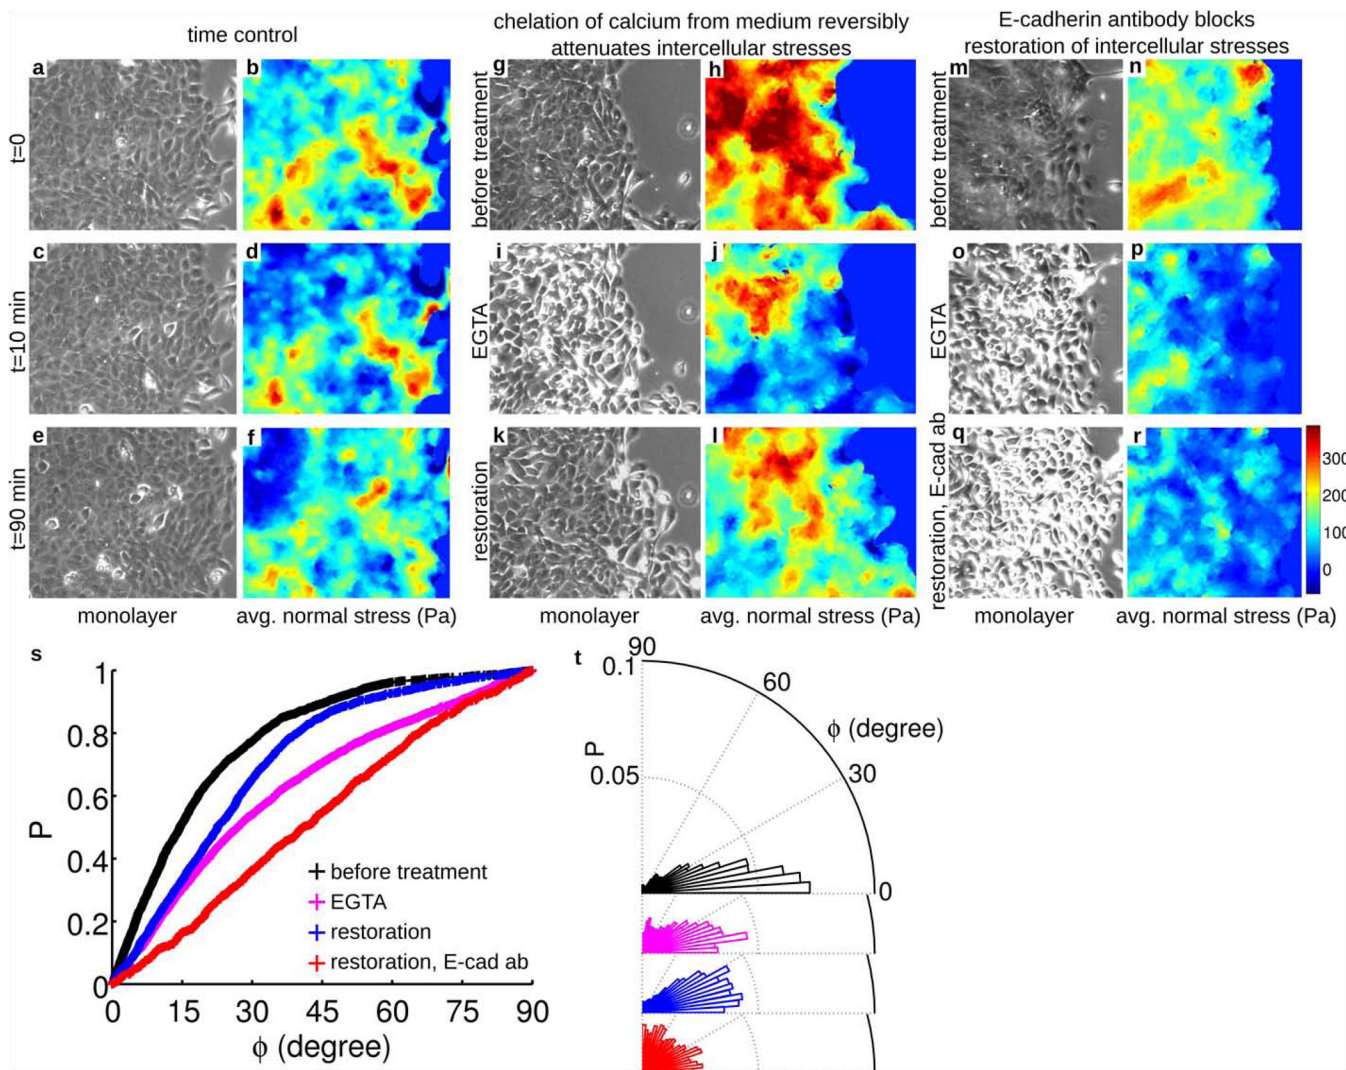 time control
chelation of calcium from medium reversibly
attenuates intercellular stresses
E-cadherin antibody blocks
restoration of intercellular stresses
a
b
g
h
m
n
t=0
before treatment
before treatment
c
d
i
j
o
p
t=10 min
EGTA
EGTA
e
f
k
l
q
r
t=90 min
restoration
restoration, E-cad ab
300
200
100
0
monolayer
avg. normal stress (Pa)
monolayer
avg. normal stress (Pa)
monolayer
avg. normal stress (Pa)
s
1
0.8
0.6
0.4
0.2
0
P
before treatment
EGTA
restoration
restoration, E-cad ab
0 15 30 45 60 75 90
ϕ (degree)
t
90
0.1
60
ϕ (degree)
P
0.05
30
0